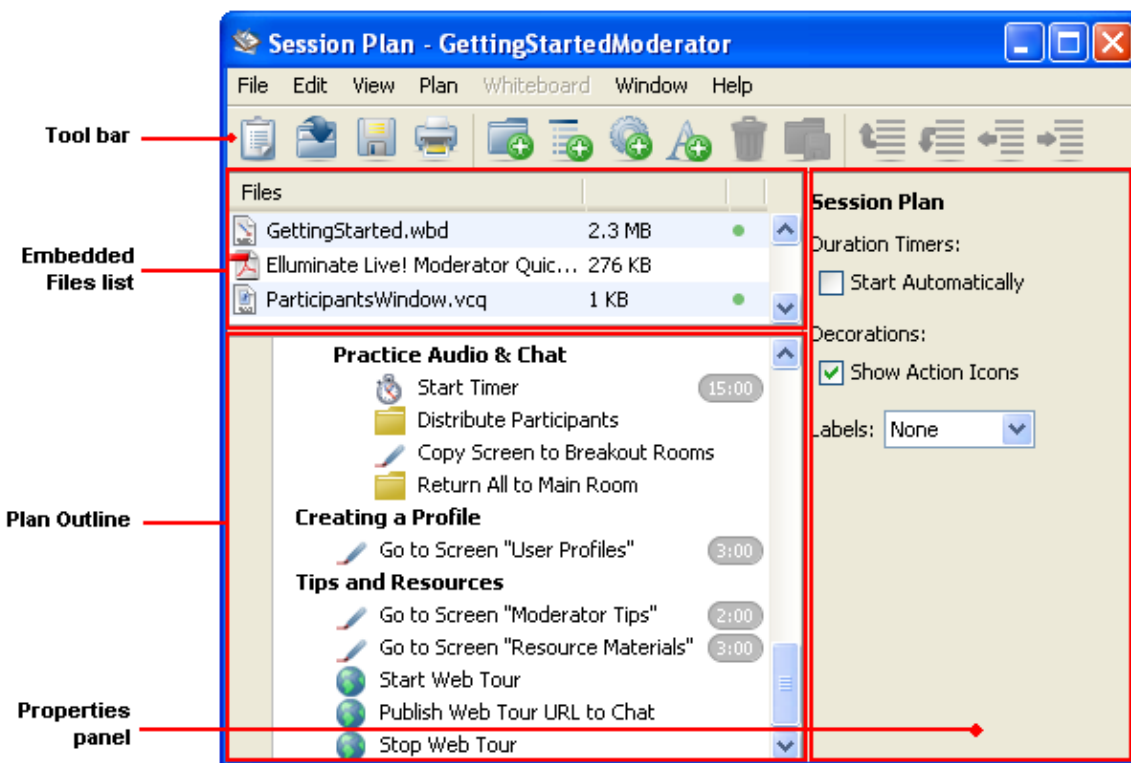 Session Plan - GettingStartedModerator
File Edit View Plan Whiteboard Window Help
Tool bar
Files
GettingStarted.wbd 2.3 MB
Elluminate Live! Moderator Quic... 276 KB
ParticipantsWindow.vcq 1 KB
Embedded
Files list
Session Plan
Duration Timers:
Start Automatically
Decorations:
Show Action Icons
Labels: None
Practice Audio & Chat
Start Timer 15:00
Distribute Participants
Copy Screen to Breakout Rooms
Return All to Main Room
Creating a Profile
Go to Screen "User Profiles" 3:00
Tips and Resources
Go to Screen "Moderator Tips" 2:00
Go to Screen "Resource Materials" 3:00
Start Web Tour
Publish Web Tour URL to Chat
Stop Web Tour
Plan Outline
Properties
panel